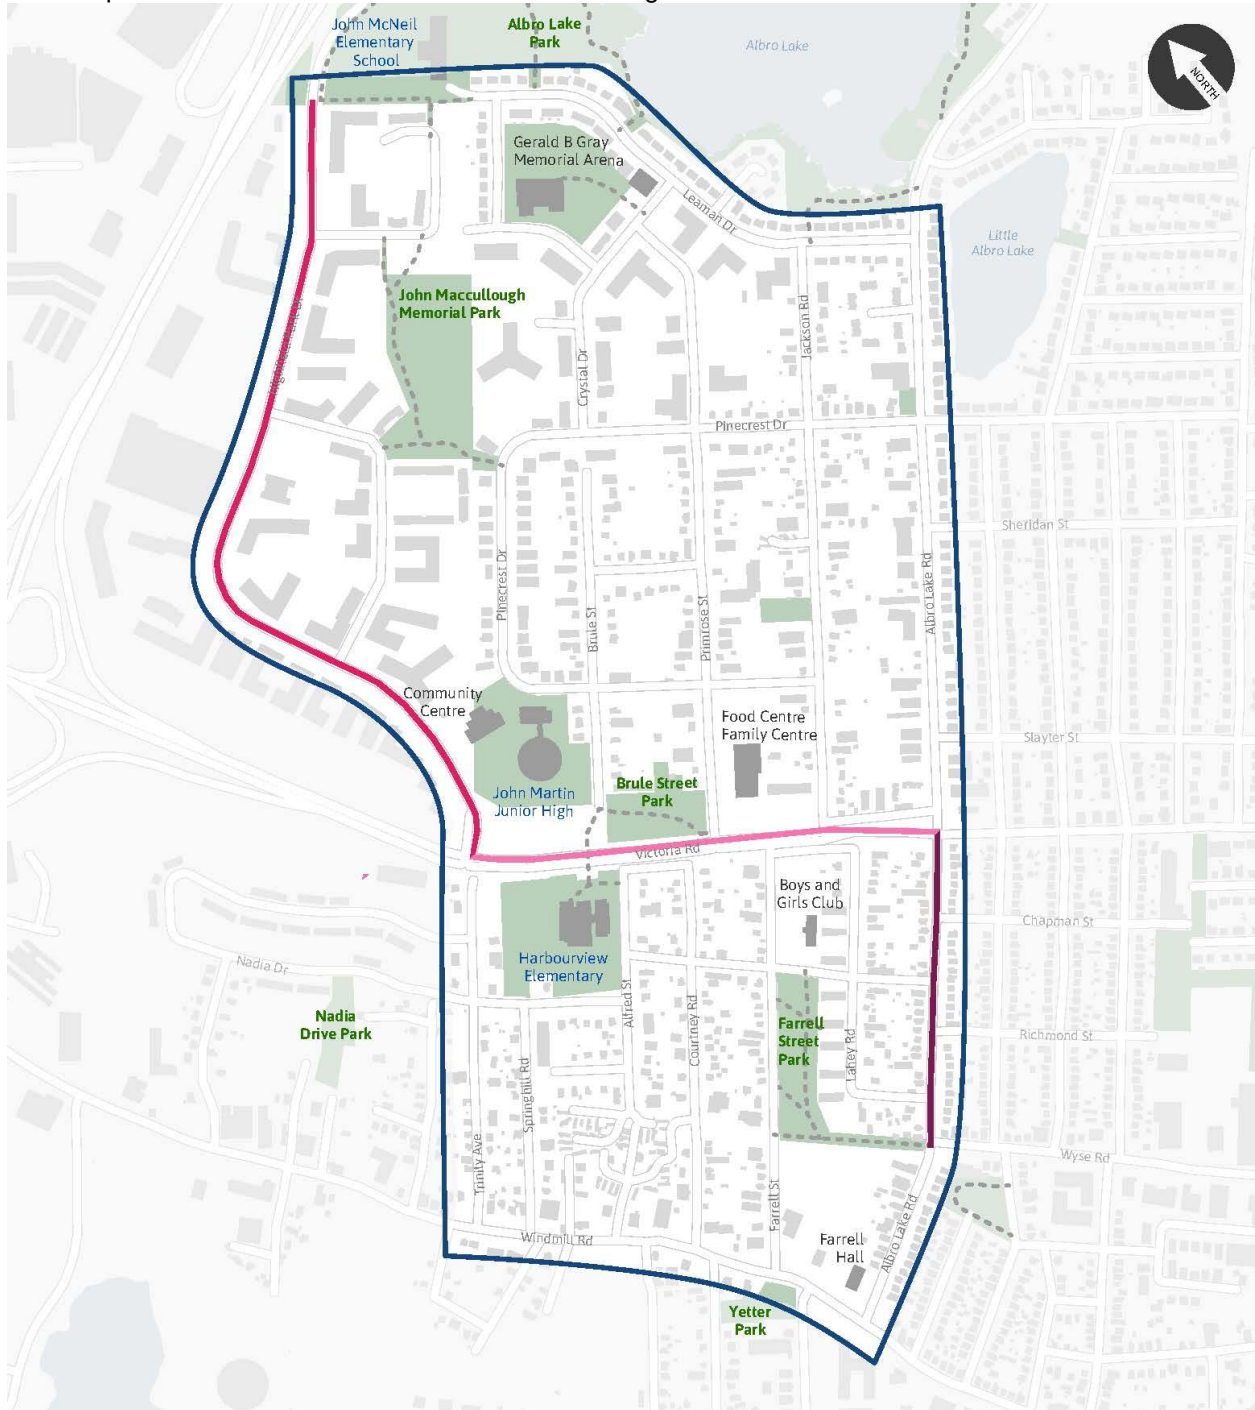 John McNeil
Elementary
School
Albro Lake
Park
Albro Lake
NORTH
Gerald B Gray
Memorial Arena
Leaman Dr
Little
Albro Lake
John Maccullough
Memorial Park
Jackson Rd
Crystal Dr
Pinecrest Dr
Sheridan St
Pinecrest Dr
Brule St
Primrose St
Albro Lake Rd
Community
Centre
Food Centre
Family Centre
Slayter St
John Martin
Junior High
Brule Street
Park
Victoria Rd
Boys and
Girls Club
Chapman St
Harbourview
Elementary
Nadia Dr
Nadia
Drive Park
Alfred St
Courtney Rd
Farrell
Street
Park
Lahey Rd
Richmond St
Springhill Rd
Trinity Ave
Wyse Rd
Farrell St
Windmill Rd
Farrell
Hall
Albro Lake Rd
Yetter
Park